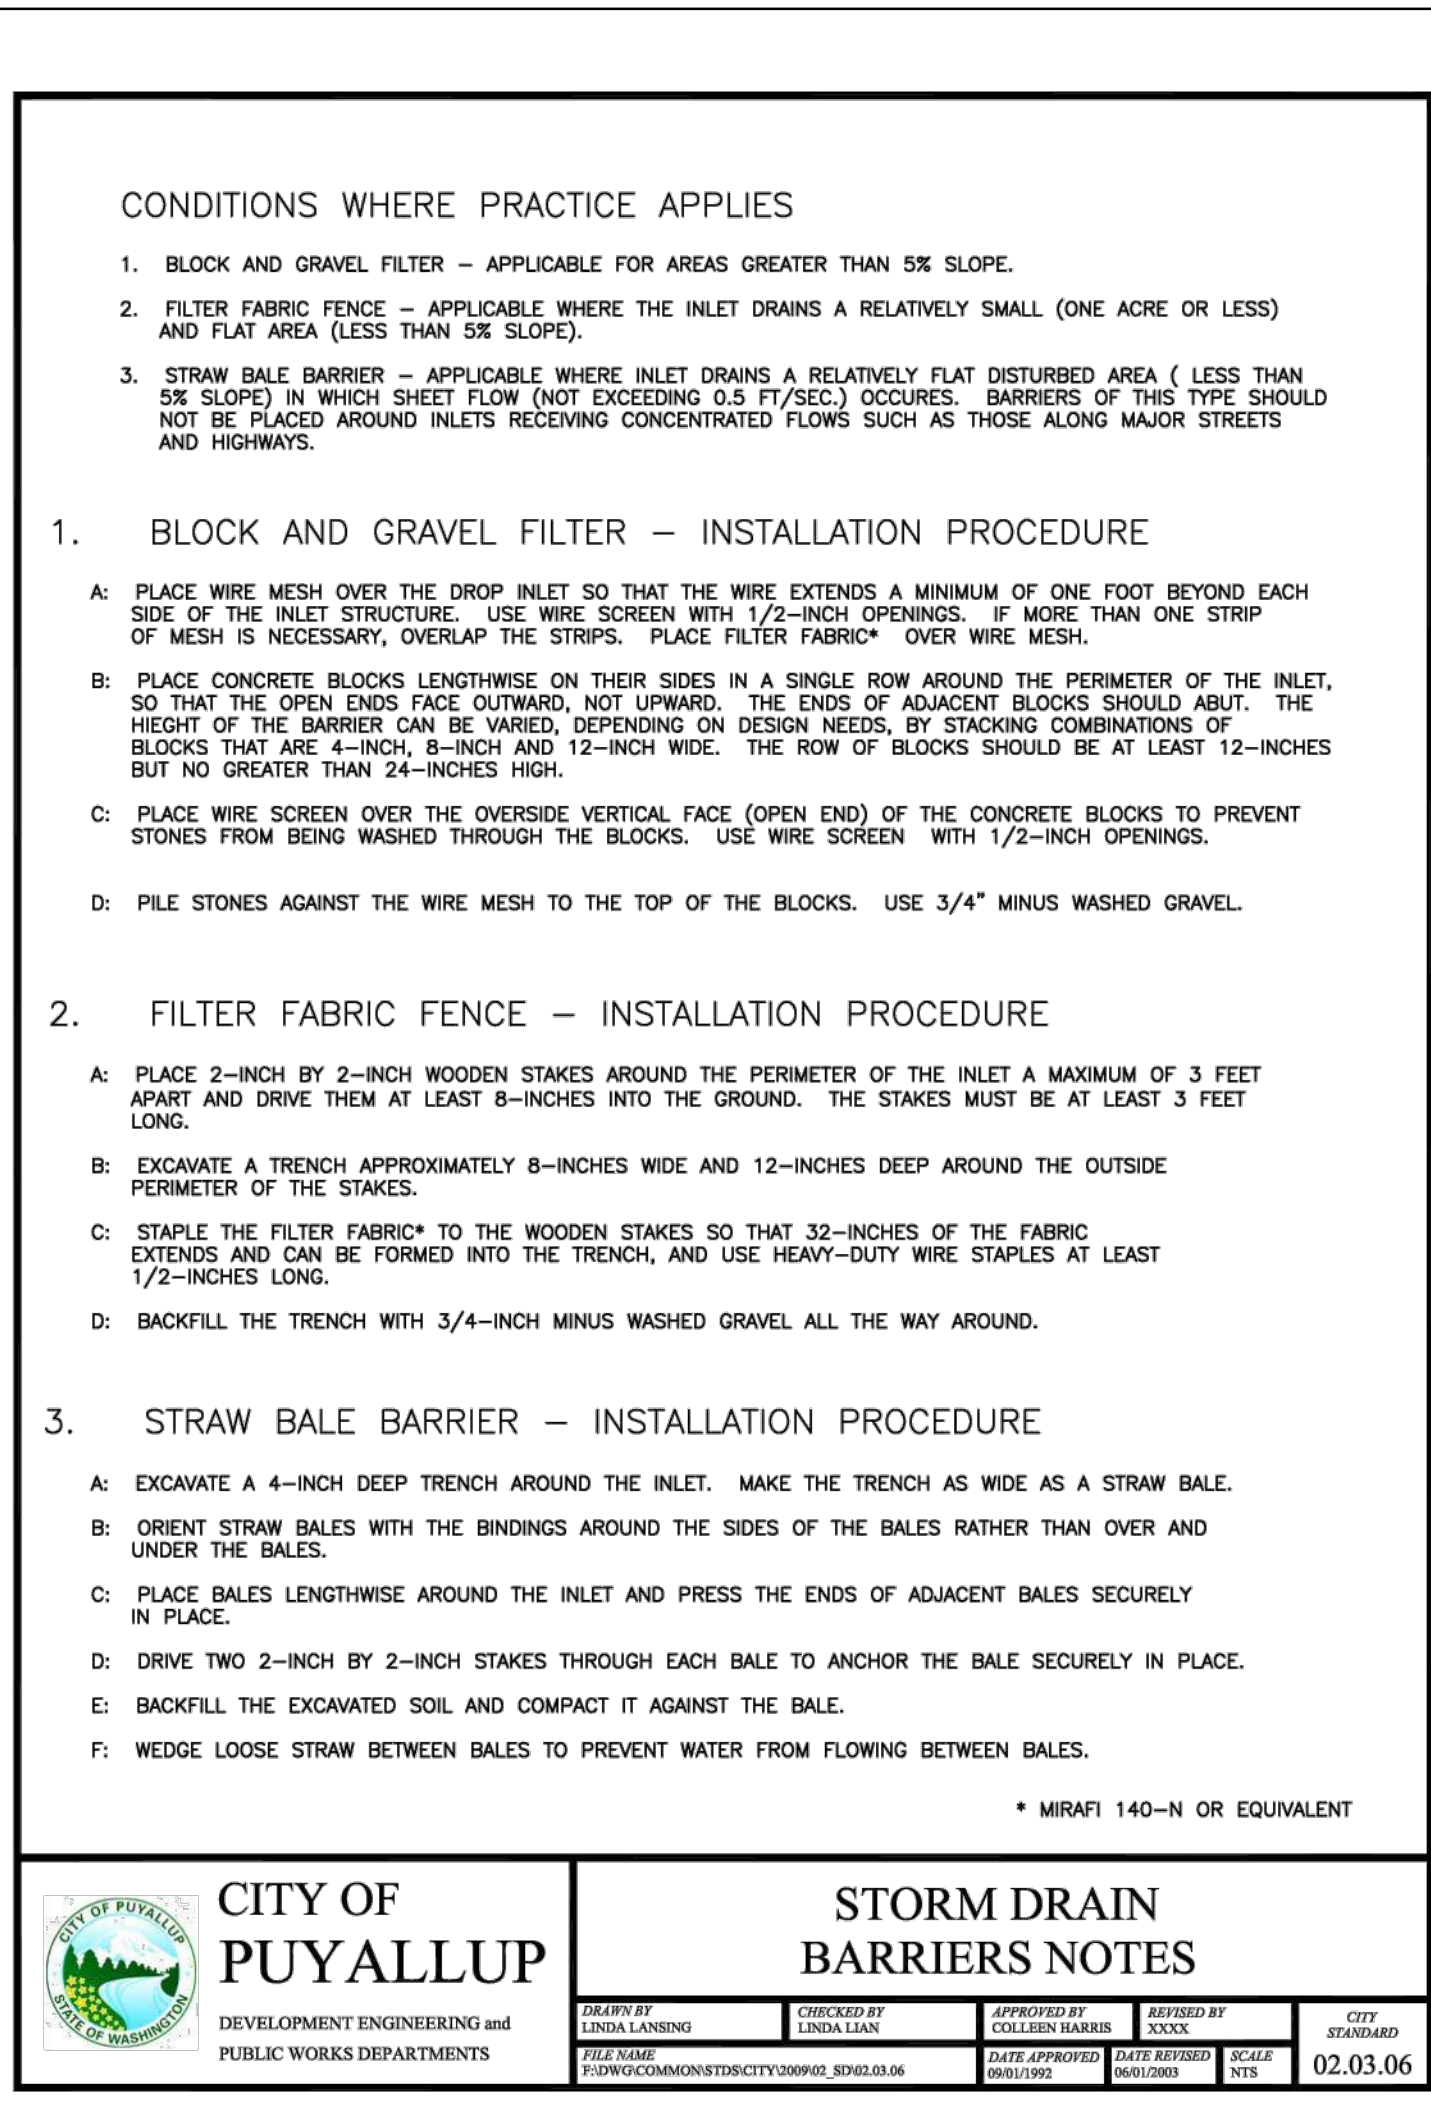 CONDITIONS WHERE PRACTICE APPLIES
1. BLOCK AND GRAVEL FILTER – APPLICABLE FOR AREAS GREATER THAN 5% SLOPE.
2. FILTER FABRIC FENCE – APPLICABLE WHERE THE INLET DRAINS A RELATIVELY SMALL (ONE ACRE OR LESS)
AND FLAT AREA (LESS THAN 5% SLOPE).
3. STRAW BALE BARRIER – APPLICABLE WHERE INLET DRAINS A RELATIVELY FLAT DISTURBED AREA ( LESS THAN
5% SLOPE) IN WHICH SHEET FLOW (NOT EXCEEDING 0.5 FT/SEC.) OCCURES. BARRIERS OF THIS TYPE SHOULD
NOT BE PLACED AROUND INLETS RECEIVING CONCENTRATED FLOWS SUCH AS THOSE ALONG MAJOR STREETS
AND HIGHWAYS.
1. BLOCK AND GRAVEL FILTER – INSTALLATION PROCEDURE
A: PLACE WIRE MESH OVER THE DROP INLET SO THAT THE WIRE EXTENDS A MINIMUM OF ONE FOOT BEYOND EACH
SIDE OF THE INLET STRUCTURE. USE WIRE SCREEN WITH 1/2–INCH OPENINGS. IF MORE THAN ONE STRIP
OF MESH IS NECESSARY, OVERLAP THE STRIPS. PLACE FILTER FABRIC* OVER WIRE MESH.
B: PLACE CONCRETE BLOCKS LENGTHWISE ON THEIR SIDES IN A SINGLE ROW AROUND THE PERIMETER OF THE INLET,
SO THAT THE OPEN ENDS FACE OUTWARD, NOT UPWARD. THE ENDS OF ADJACENT BLOCKS SHOULD ABUT. THE
HIEGHT OF THE BARRIER CAN BE VARIED, DEPENDING ON DESIGN NEEDS, BY STACKING COMBINATIONS OF
BLOCKS THAT ARE 4–INCH, 8–INCH AND 12–INCH WIDE. THE ROW OF BLOCKS SHOULD BE AT LEAST 12–INCHES
BUT NO GREATER THAN 24–INCHES HIGH.
C: PLACE WIRE SCREEN OVER THE OVERSIDE VERTICAL FACE (OPEN END) OF THE CONCRETE BLOCKS TO PREVENT
STONES FROM BEING WASHED THROUGH THE BLOCKS. USE WIRE SCREEN WITH 1/2–INCH OPENINGS.
D: PILE STONES AGAINST THE WIRE MESH TO THE TOP OF THE BLOCKS. USE 3/4" MINUS WASHED GRAVEL.
2. FILTER FABRIC FENCE – INSTALLATION PROCEDURE
A: PLACE 2–INCH BY 2–INCH WOODEN STAKES AROUND THE PERIMETER OF THE INLET A MAXIMUM OF 3 FEET
APART AND DRIVE THEM AT LEAST 8–INCHES INTO THE GROUND. THE STAKES MUST BE AT LEAST 3 FEET
LONG.
B: EXCAVATE A TRENCH APPROXIMATELY 8–INCHES WIDE AND 12–INCHES DEEP AROUND THE OUTSIDE
PERIMETER OF THE STAKES.
C: STAPLE THE FILTER FABRIC* TO THE WOODEN STAKES SO THAT 32–INCHES OF THE FABRIC
EXTENDS AND CAN BE FORMED INTO THE TRENCH, AND USE HEAVY–DUTY WIRE STAPLES AT LEAST
1/2–INCHES LONG.
D: BACKFILL THE TRENCH WITH 3/4–INCH MINUS WASHED GRAVEL ALL THE WAY AROUND.
3. STRAW BALE BARRIER – INSTALLATION PROCEDURE
A: EXCAVATE A 4–INCH DEEP TRENCH AROUND THE INLET. MAKE THE TRENCH AS WIDE AS A STRAW BALE.
B: ORIENT STRAW BALES WITH THE BINDINGS AROUND THE SIDES OF THE BALES RATHER THAN OVER AND
UNDER THE BALES.
C: PLACE BALES LENGTHWISE AROUND THE INLET AND PRESS THE ENDS OF ADJACENT BALES SECURELY
IN PLACE.
D: DRIVE TWO 2–INCH BY 2–INCH STAKES THROUGH EACH BALE TO ANCHOR THE BALE SECURELY IN PLACE.
E: BACKFILL THE EXCAVATED SOIL AND COMPACT IT AGAINST THE BALE.
F: WEDGE LOOSE STRAW BETWEEN BALES TO PREVENT WATER FROM FLOWING BETWEEN BALES.
* MIRAFI 140–N OR EQUIVALENT
CITY OF PUYALLUP
STATE OF WASHINGTON
CITY OF
PUYALLUP
DEVELOPMENT ENGINEERING and
PUBLIC WORKS DEPARTMENTS
STORM DRAIN
BARRIERS NOTES
DRAWN BY
LINDA LANSING
CHECKED BY
LINDA LIAN
APPROVED BY
COLLEEN HARRIS
REVISED BY
XXXX
FILE NAME
F:\DWG\COMMON\STDS\CITY\2009\02_SD\02.03.06
DATE APPROVED
09/01/1992
DATE REVISED
06/01/2003
SCALE
NTS
CITY
STANDARD
02.03.06